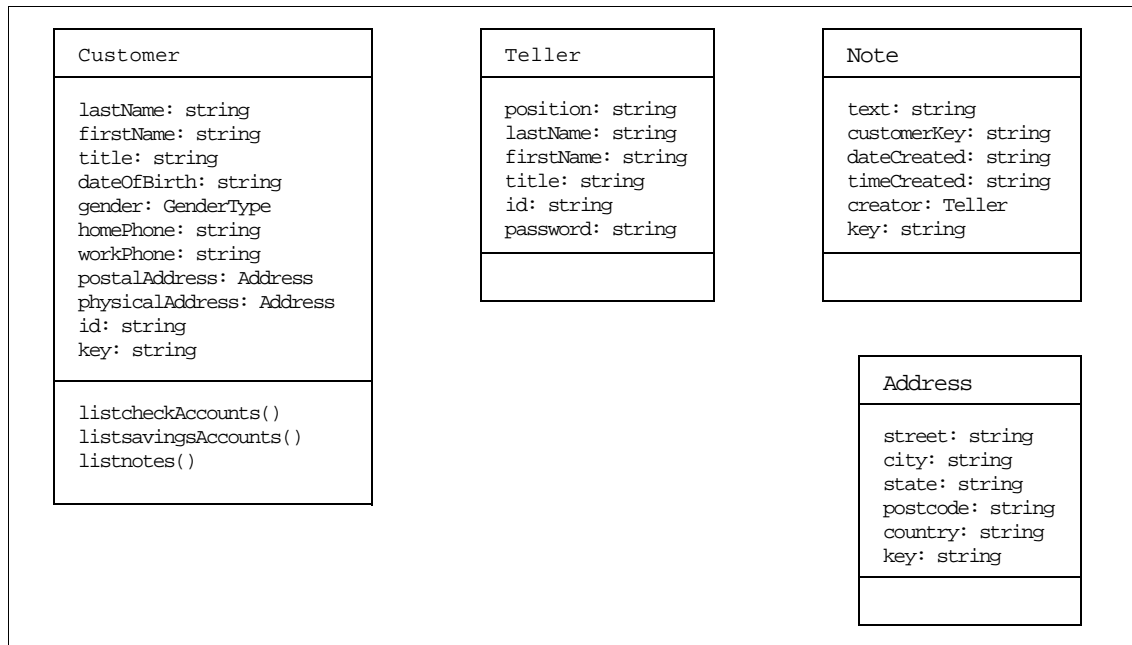 Customer
lastName: string
firstName: string
title: string
dateOfBirth: string
gender: GenderType
homePhone: string
workPhone: string
postalAddress: Address
physicalAddress: Address
id: string
key: string
listcheckAccounts()
listsavingsAccounts()
listnotes()
Teller
position: string
lastName: string
firstName: string
title: string
id: string
password: string
Note
text: string
customerKey: string
dateCreated: string
timeCreated: string
creator: Teller
key: string
Address
street: string
city: string
state: string
postcode: string
country: string
key: string